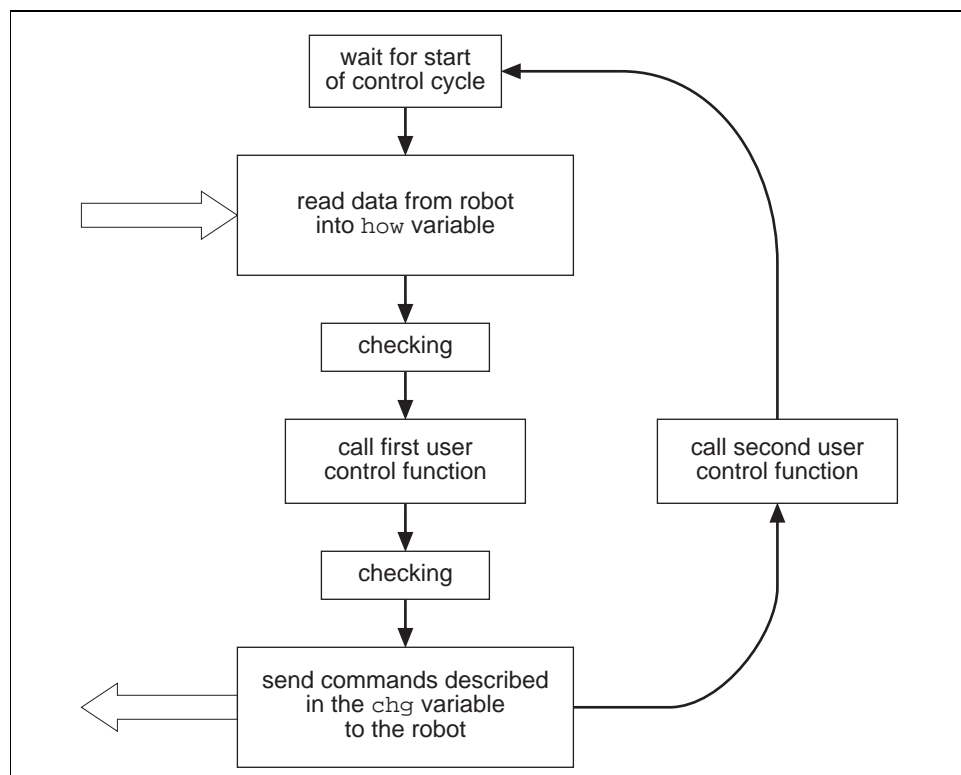 wait for start
of control cycle
read data from robot
into how variable
checking
call first user
control function
call second user
control function
checking
send commands described
in the chg variable
to the robot